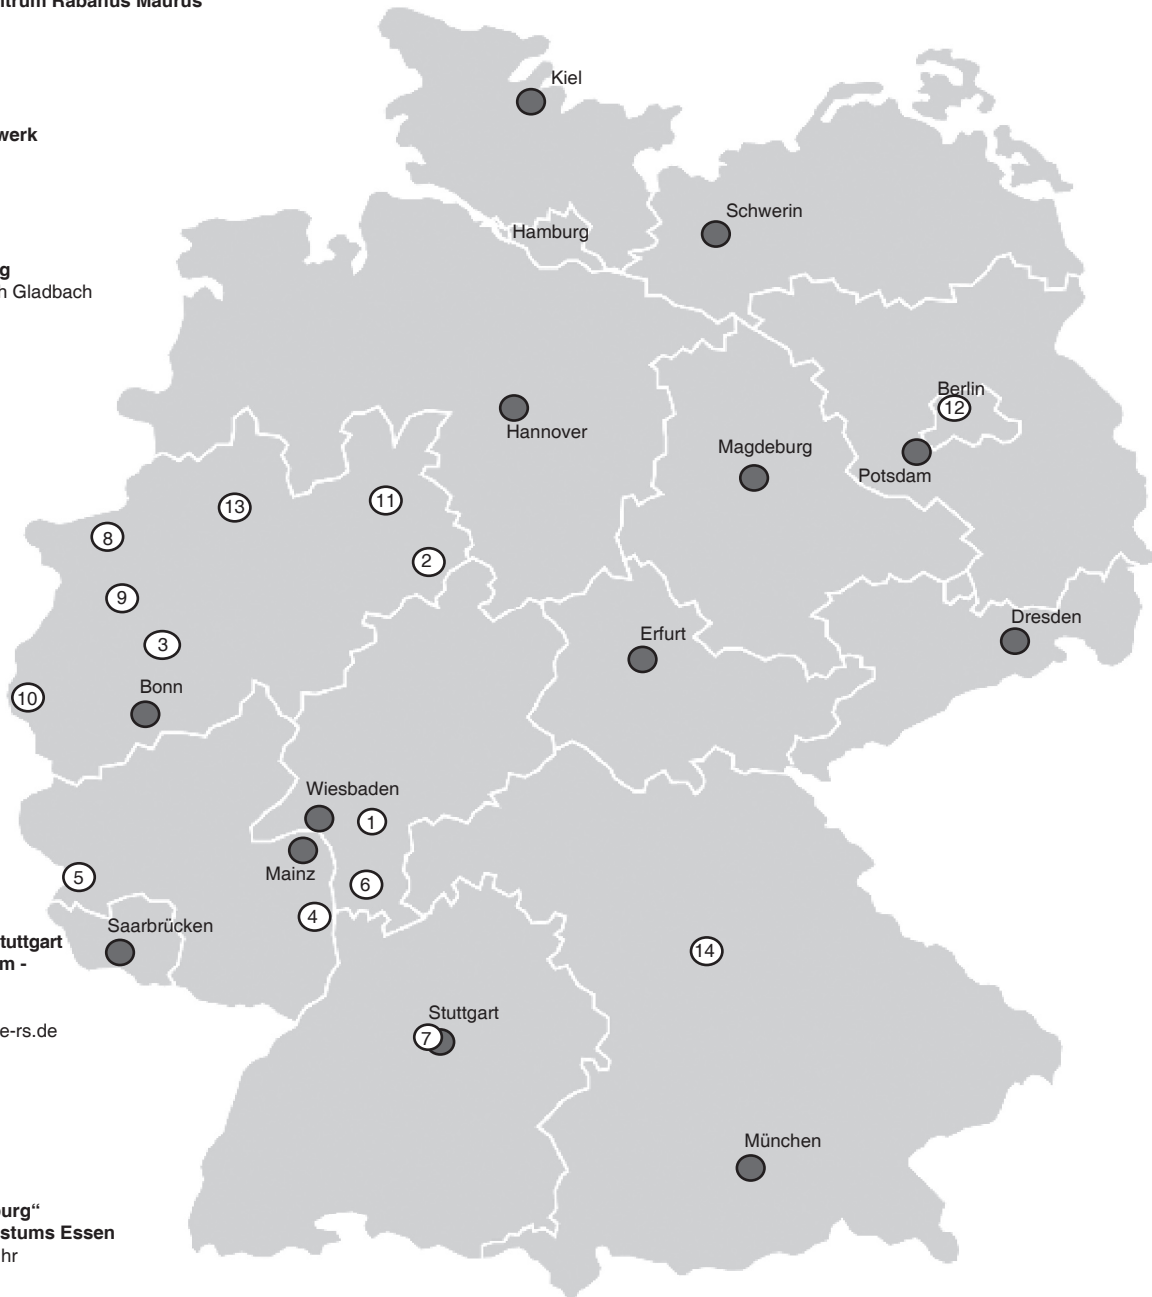 ntrum Rabanus Maurus
Kiel
werk
Schwerin
Hamburg
g
h Gladbach
Berlin
12
Hannover
Magdeburg
Potsdam
13
11
8
2
9
Dresden
Erfurt
3
Bonn
10
Wiesbaden
1
Mainz
5
6
4
Saarbrücken
tuttgart
m -
14
Stuttgart
e-rs.de
7
München
urg“
stums Essen
hr